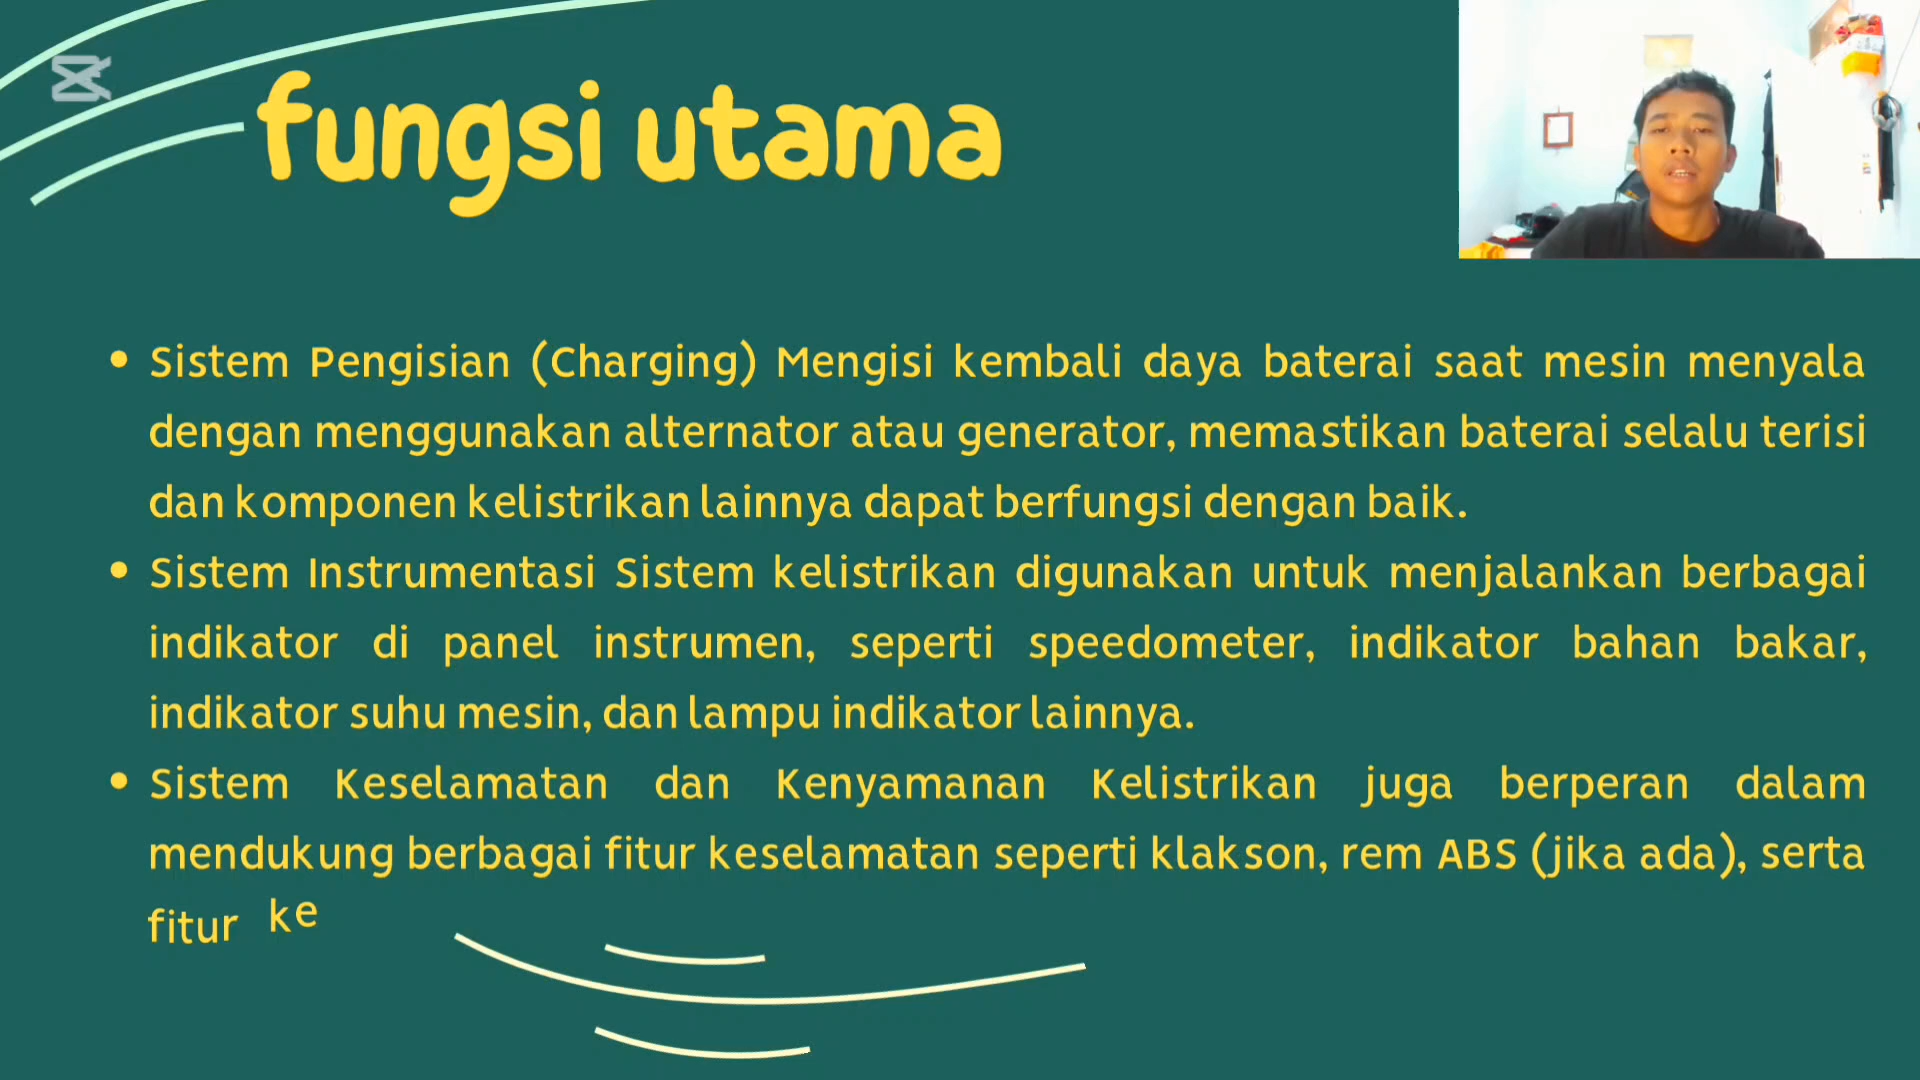 fungsi utama
• Sistem Pengisian (Charging) Mengisi kembali daya baterai saat mesin menyala
dengan menggunakan alternator atau generator, memastikan baterai selalu terisi
dan komponen kelistrikan lainnya dapat berfungsi dengan baik.
• Sistem Instrumentasi Sistem kelistrikan digunakan untuk menjalankan berbagai
indikator di panel instrumen, seperti speedometer, indikator bahan bakar,
indikator suhu mesin, dan lampu indikator lainnya.
• Sistem Keselamatan dan Kenyamanan Kelistrikan juga berperan dalam
mendukung berbagai fitur keselamatan seperti klakson, rem ABS (jika ada), serta
fitur ke